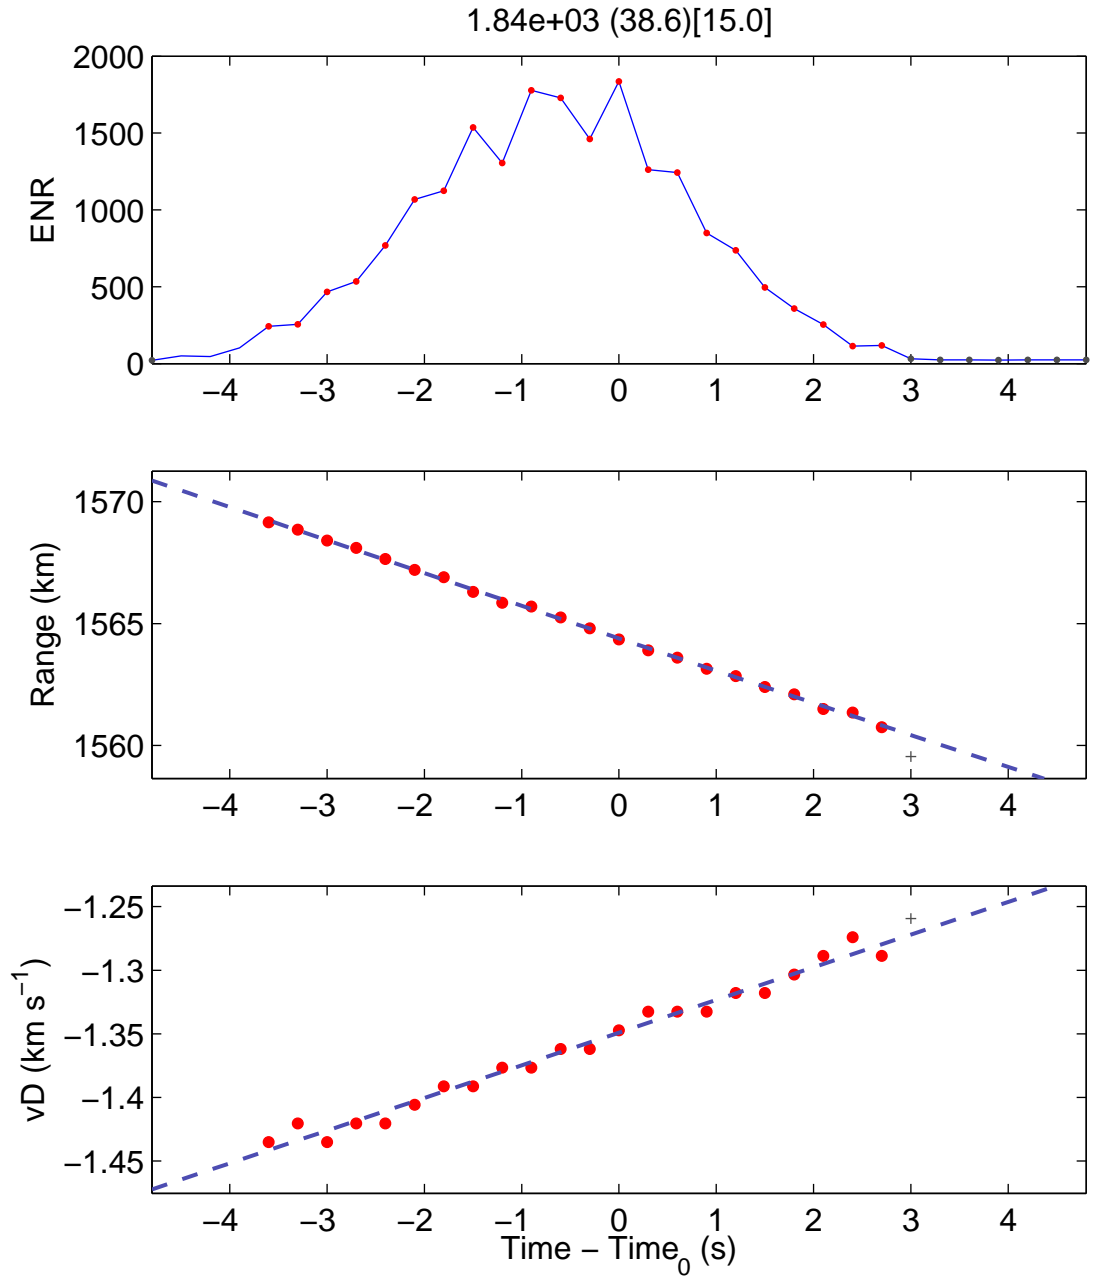 1.84e+03 (38.6)[15.0]
2000
1500
1000
500
0
ENR
−4 −3 −2 −1 0 1 2 3 4
1570
1565
1560
Range (km)
−4 −3 −2 −1 0 1 2 3 4
−1.25
−1.3
−1.35
−1.4
−1.45
vD (km s−1)
−4 −3 −2 −1 0 1 2 3 4
Time − Time0 (s)